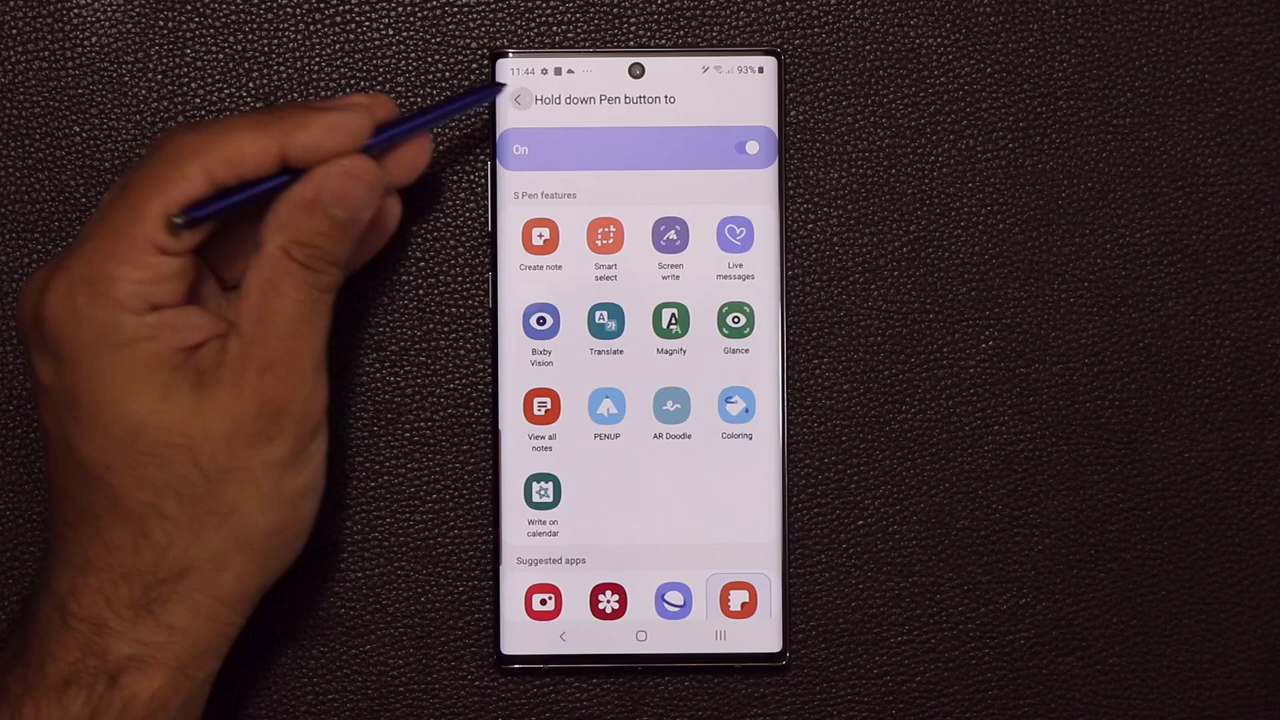 11:44 93%
Hold down Pen button to
On
S Pen features
Create note
Smart
select
Screen
write
Live
messages
Bixby
Vision
Translate
Magnify
Glance
View all
notes
PENUP
AR Doodle
Coloring
Write on
calendar
Suggested apps